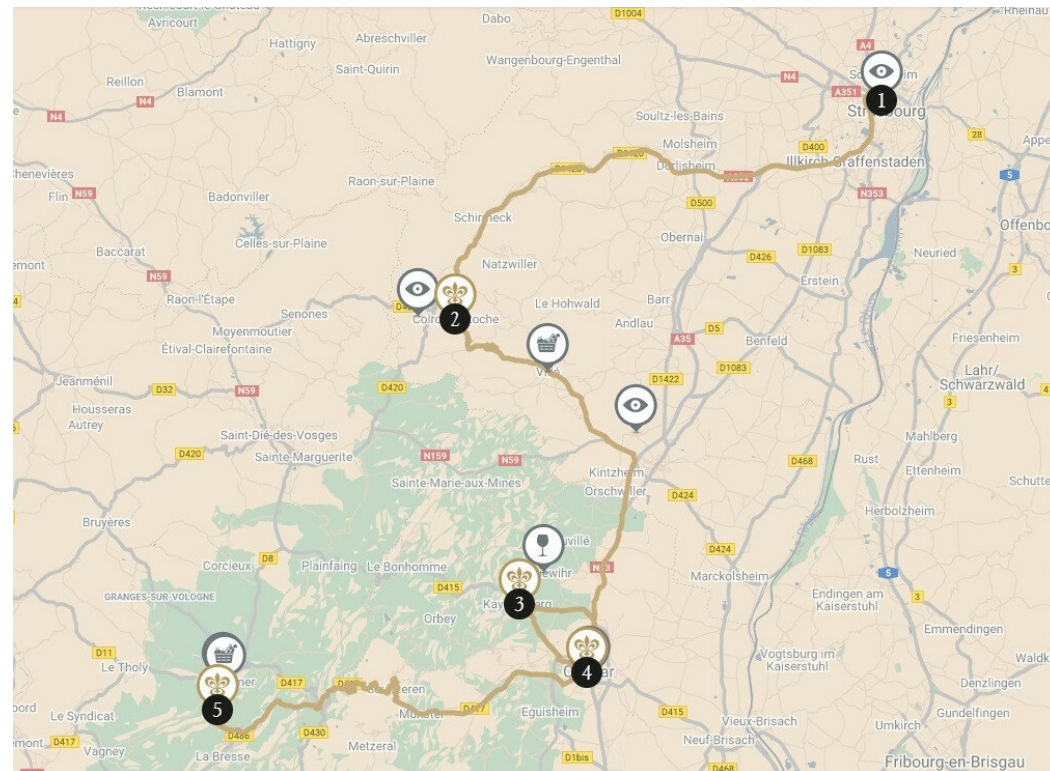 Avricourt
Dabo
D1004
Rheinau
Hattigny
Abreschviller
A4
Wangenbourg-Engenthal
Saint-Quirin
Reillon
N4
Blamont
N4
A351
N4
1
Soultz-les-Bains
28
Molsheim
D400
Dorlisheim
Illkirch-Graffenstaden
Chenevières
Flin
N59
Badonviller
Raon-sur-Plaine
N353
5
D500
Schirmeck
Obernai
Celles-sur-Plaine
Baccarat
D1083
Neuried
D426
3
Natzwiller
N59
Raon-l'Étape
Erstein
Senones
2
Le Hohwald
Barr
Moyenmoutier
Andlau
D5
Étival-Clairefontaine
A35
Benfeld
Friesenheim
D1083
Lahr/
Schwarzwald
Jeanménil
D32
N59
D420
D1422
3
Housseras
Autrey
Saint-Dié-des-Vosges
Mahlberg
D420
Sainte-Marguerite
N159
N59
D468
Rust
Ettenheim
Kintzheim
Sainte-Marie-aux-Mines
Orschwiller
D424
Herbolzheim
Bruyères
D424
D8
Plainfaing
Le Bonhomme
Corcieux
5
Marckolsheim
D415
3
GRANGES-SUR-VOLOGNE
3
Endingen am
Kaiserstuhl
Orbey
Emmendingen
D11
Le Tholy
4
Vogtsburg im
Kaiserstuhl
D417
Denzlingen
5
D417
Le Syndicat
Eguisheim
D415
Vieux-Brisach
Umkirch
Gundelfingen
D417
Vagney
D486
D430
Metzeral
La Bresse
Neuf-Brisach
D1bis
D468
Fribourg-en-Brisgau